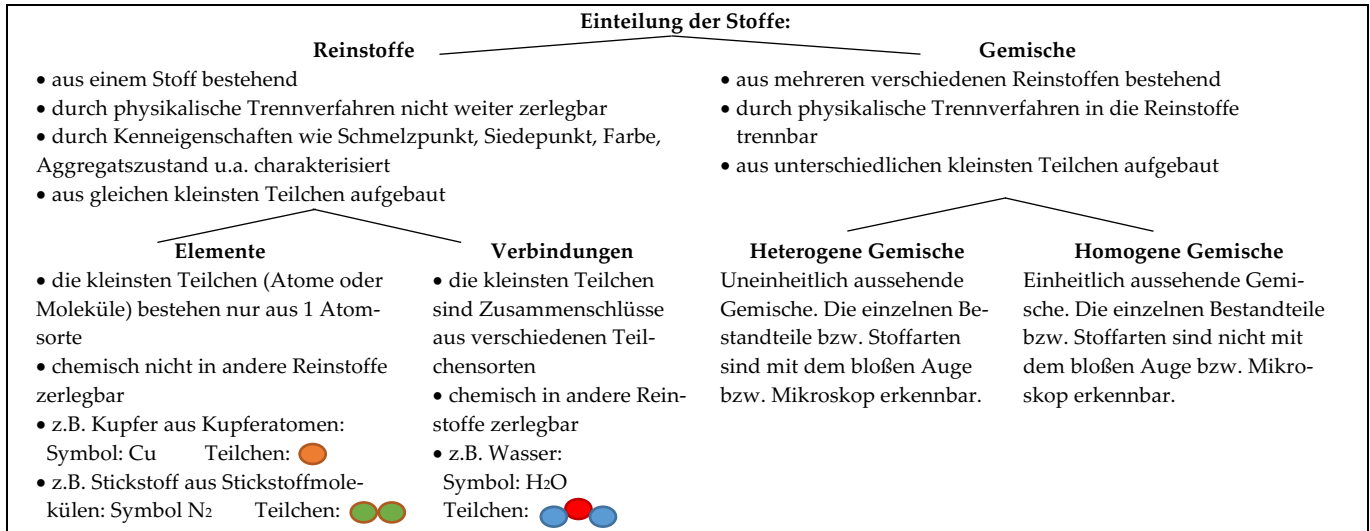 Einteilung der Stoffe:
Reinstoffe
• aus einem Stoff bestehend
• durch physikalische Trennverfahren nicht weiter zerlegbar
• durch Kenneigenschaften wie Schmelzpunkt, Siedepunkt, Farbe,
Aggregatszustand u.a. charakterisiert
• aus gleichen kleinsten Teilchen aufgebaut
Gemische
• aus mehreren verschiedenen Reinstoffen bestehend
• durch physikalische Trennverfahren in die Reinstoffe
trennbar
• aus unterschiedlichen kleinsten Teilchen aufgebaut
Elemente
• die kleinsten Teilchen (Atome oder
Moleküle) bestehen nur aus 1 Atom-
sorte
• chemisch nicht in andere Reinstoffe
zerlegbar
• z.B. Kupfer aus Kupferatomen:
Symbol: Cu Teilchen:
• z.B. Stickstoff aus Stickstoffmole-
külen: Symbol N2 Teilchen:
Verbindungen
• die kleinsten Teilchen
sind Zusammenschlüsse
aus verschiedenen Teil-
chensorten
• chemisch in andere Rein-
stoffe zerlegbar
• z.B. Wasser:
Symbol: H2O
Teilchen:
Heterogene Gemische
Uneinheitlich aussehende
Gemische. Die einzelnen Be-
standteile bzw. Stoffarten
sind mit dem bloßen Auge
bzw. Mikroskop erkennbar.
Homogene Gemische
Einheitlich aussehende Gemi-
sche. Die einzelnen Bestandteile
bzw. Stoffarten sind nicht mit
dem bloßen Auge bzw. Mikro-
skop erkennbar.